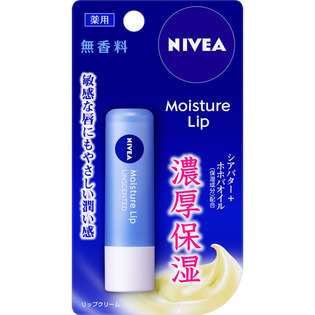 薬用
無香料
NIVEA
Moisture
Lip
敏感な唇にもやさしい潤い感
シアバター+
ホホバオイル
(保湿成分)配合
濃厚保湿
NIVEA
Moisture Lip
UNSCENTED
リップクリーム